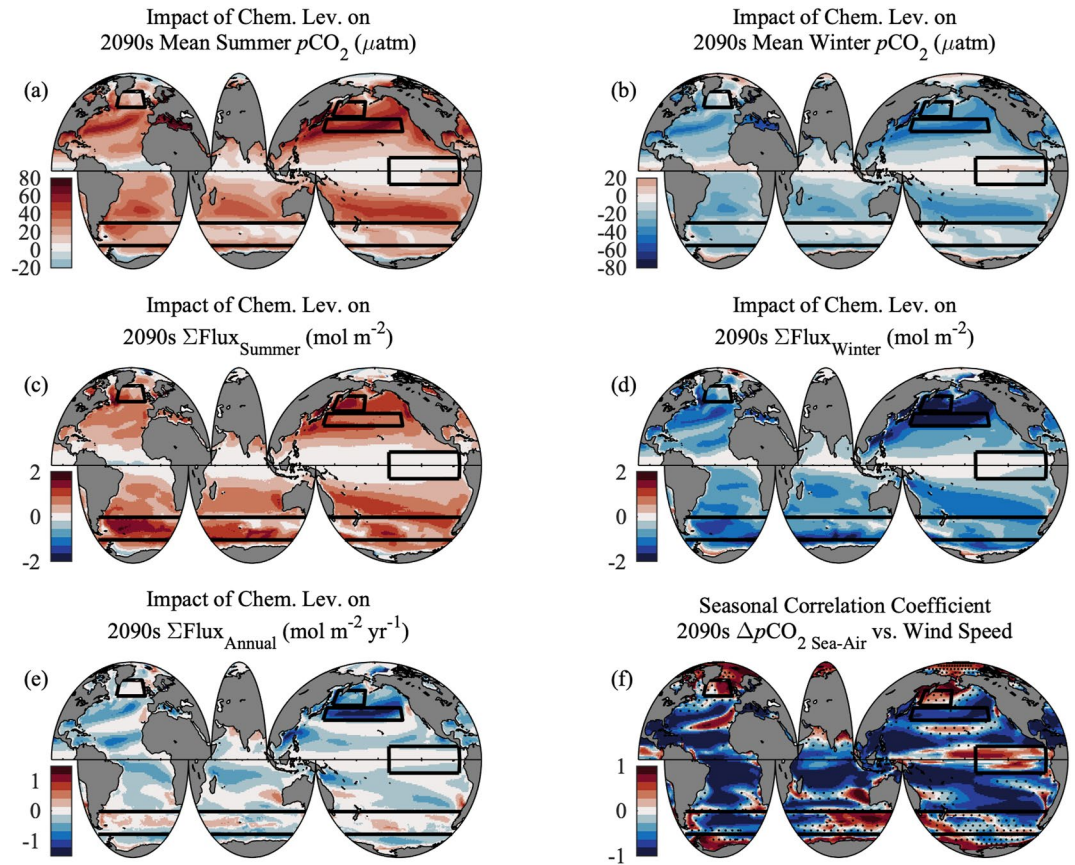 Impact of Chem. Lev. on
2090s Mean Summer pCO₂ (μatm)
(a)
80
60
40
20
0
-20
Impact of Chem. Lev. on
2090s Mean Winter pCO₂ (μatm)
(b)
20
0
-20
-40
-60
-80
Impact of Chem. Lev. on
2090s ΣFlux_Summer (mol m⁻²)
(c)
2
0
-2
Impact of Chem. Lev. on
2090s ΣFlux_Winter (mol m⁻²)
(d)
2
0
-2
Impact of Chem. Lev. on
2090s ΣFlux_Annual (mol m⁻² yr⁻¹)
(e)
1
0
-1
Seasonal Correlation Coefficient
2090s ΔpCO₂ Sea-Air vs. Wind Speed
(f)
1
0
-1